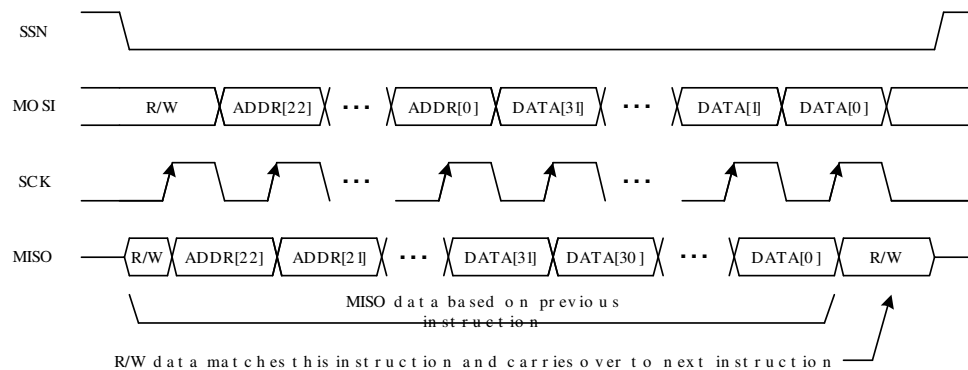 SSN
MOSI R/W ADDR[22] ... ADDR[0] DATA[31] ... DATA[1] DATA[0]
SCK ... ...
MISO R/W ADDR[22] ADDR[21] ... DATA[31] DATA[30] ... DATA[0] R/W
MISO data based on previous
instruction
R/W data matches this instruction and carries over to next instruction